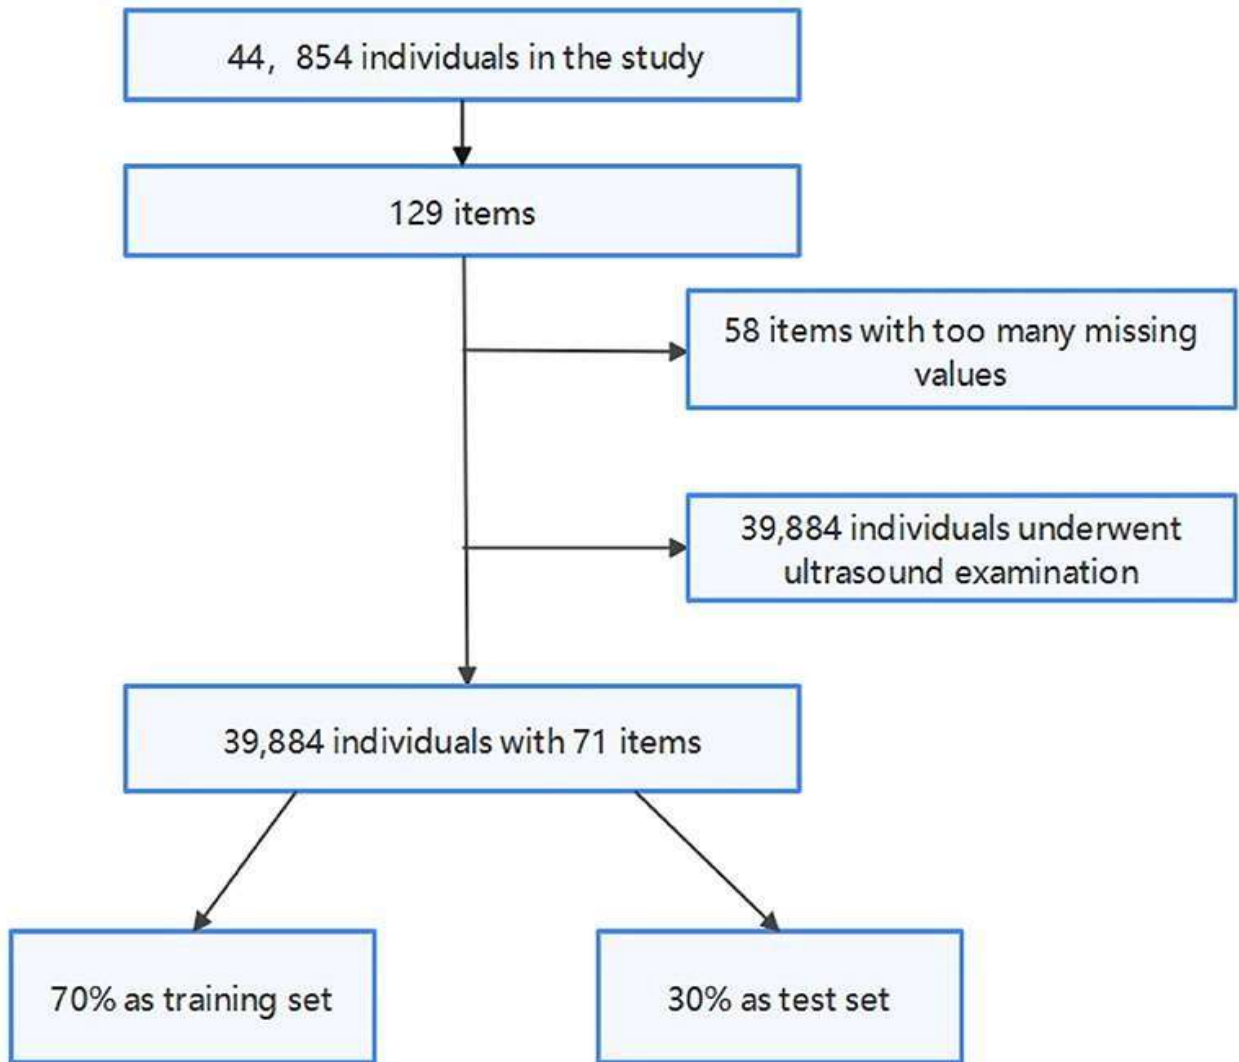 44, 854 individuals in the study
129 items
58 items with too many missing
values
39,884 individuals underwent
ultrasound examination
39,884 individuals with 71 items
70% as training set
30% as test set